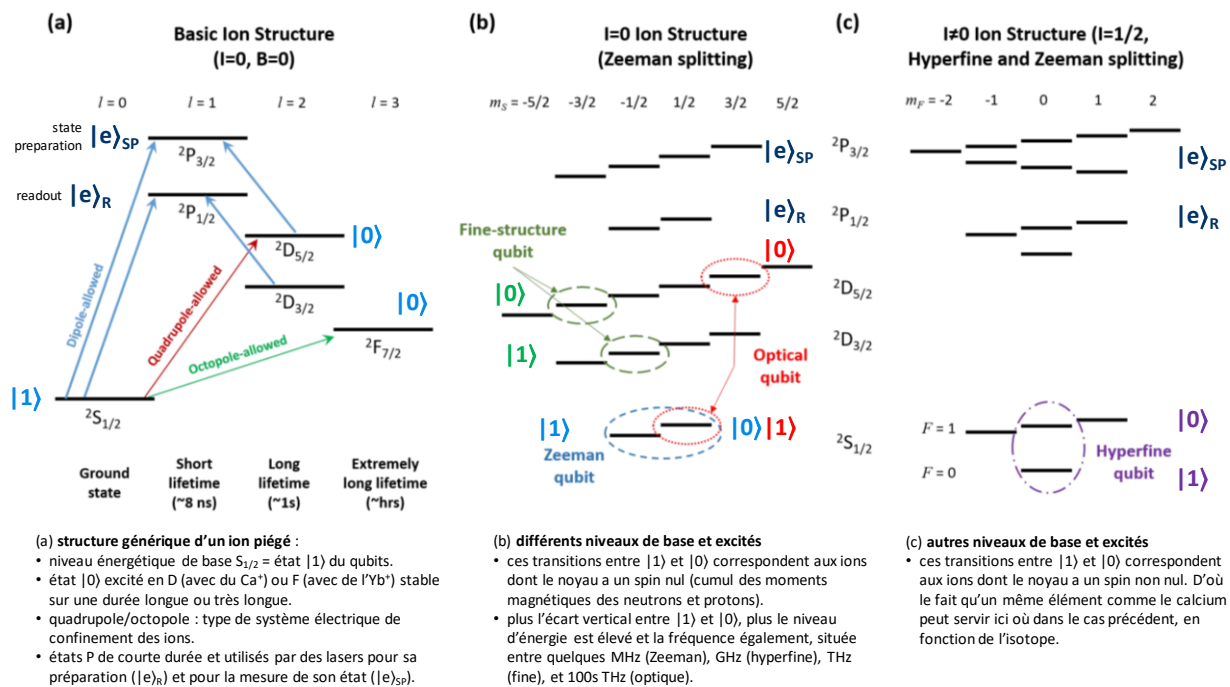 (a)
Basic Ion Structure
(I=0, B=0)
l = 0
l = 1
l = 2
l = 3
state
preparation
|e⟩SP
2P3/2
readout
|e⟩R
2P1/2
|0⟩
2D5/2
2D3/2
|0⟩
2F7/2
Dipole-allowed
Quadrupole-allowed
Octopole-allowed
|1⟩
2S1/2
Ground
state
Short
lifetime
(~8 ns)
Long
lifetime
(~1s)
Extremely
long lifetime
(~hrs)
(b)
I=0 Ion Structure
(Zeeman splitting)
mS = -5/2
-3/2
-1/2
1/2
3/2
5/2
|e⟩SP
2P3/2
|e⟩R
2P1/2
Fine-structure
qubit
|0⟩
|0⟩
2D5/2
|1⟩
2D3/2
Optical
qubit
|1⟩
|0⟩
|1⟩
2S1/2
Zeeman
qubit
(c)
I≠0 Ion Structure (I=1/2,
Hyperfine and Zeeman splitting)
mF = -2
-1
0
1
2
|e⟩SP
|e⟩R
F = 1
|0⟩
Hyperfine
qubit
F = 0
|1⟩
(a) structure générique d'un ion piégé :
• niveau énergétique de base S1/2 = état |1⟩ du qubits.
• état |0⟩ excité en D (avec du Ca+) ou F (avec de l'Yb+) stable
sur une durée longue ou très longue.
• quadrupole/octopole : type de système électrique de
confinement des ions.
• états P de courte durée et utilisés par des lasers pour sa
préparation (|e⟩R) et pour la mesure de son état (|e⟩SP).
(b) différents niveaux de base et excités
• ces transitions entre |1⟩ et |0⟩ correspondent aux ions
dont le noyau a un spin nul (cumul des moments
magnétiques des neutrons et protons).
• plus l'écart vertical entre |1⟩ et |0⟩, plus le niveau
d'énergie est élevé et la fréquence également, située
entre quelques MHz (Zeeman), GHz (hyperfine), THz
(fine), et 100s THz (optique).
(c) autres niveaux de base et excités
• ces transitions entre |1⟩ et |0⟩ correspondent
aux ions dont le noyau a un spin non nul. D'où
le fait qu'un même élément comme le calcium
peut servir ici où dans le cas précédent, en
fonction de l'isotope.